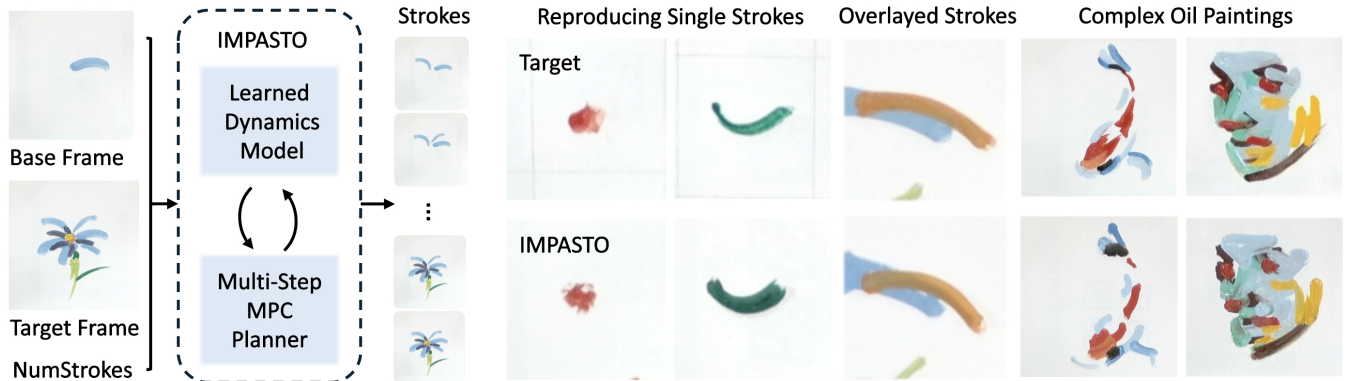 Base Frame
Target Frame
NumStrokes
IMPASTO
Learned
Dynamics
Model
Multi-Step
MPC
Planner
Strokes
...
Reproducing Single Strokes
Overlayed Strokes
Complex Oil Paintings
Target
IMPASTO